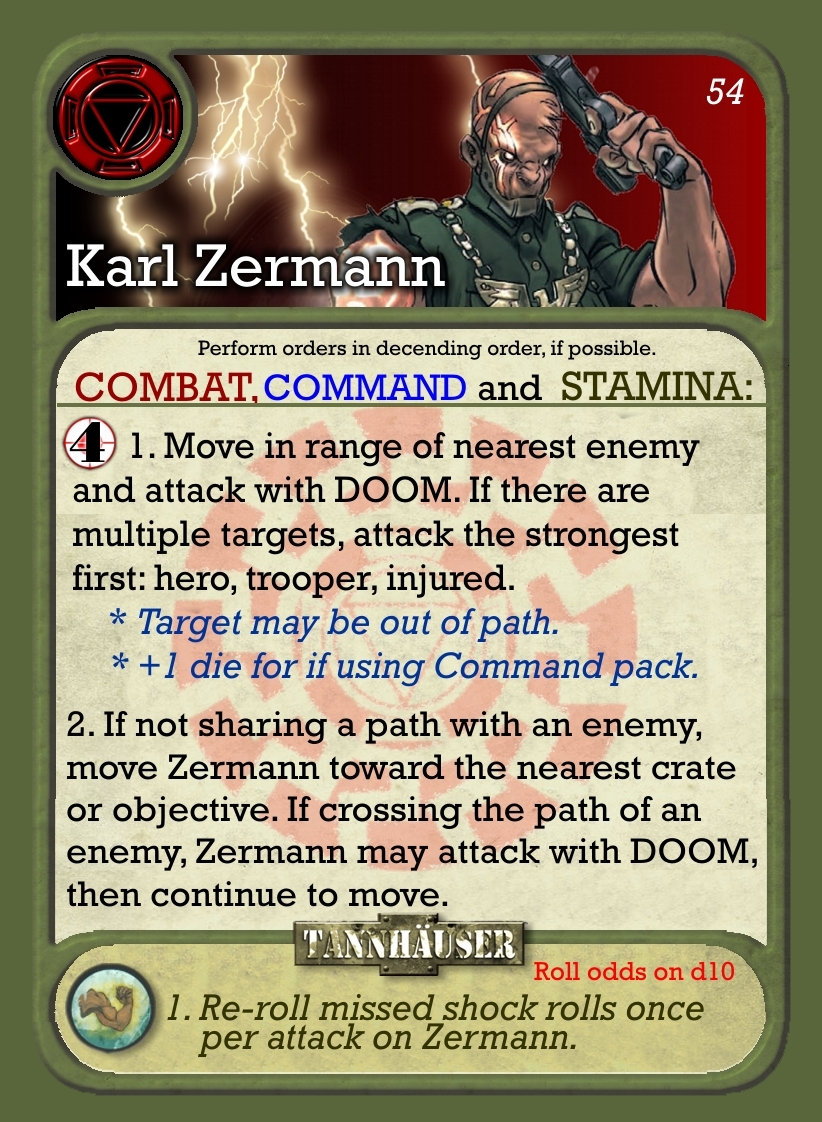 54
Karl Zermann
Perform orders in decending order, if possible.
COMBAT, COMMAND and STAMINA:
4 1. Move in range of nearest enemy
and attack with DOOM. If there are
multiple targets, attack the strongest
first: hero, trooper, injured.
* Target may be out of path.
* +1 die for if using Command pack.
2. If not sharing a path with an enemy,
move Zermann toward the nearest crate
or objective. If crossing the path of an
enemy, Zermann may attack with DOOM,
then continue to move.
TANNHÄUSER
Roll odds on d10
1. Re-roll missed shock rolls once
per attack on Zermann.